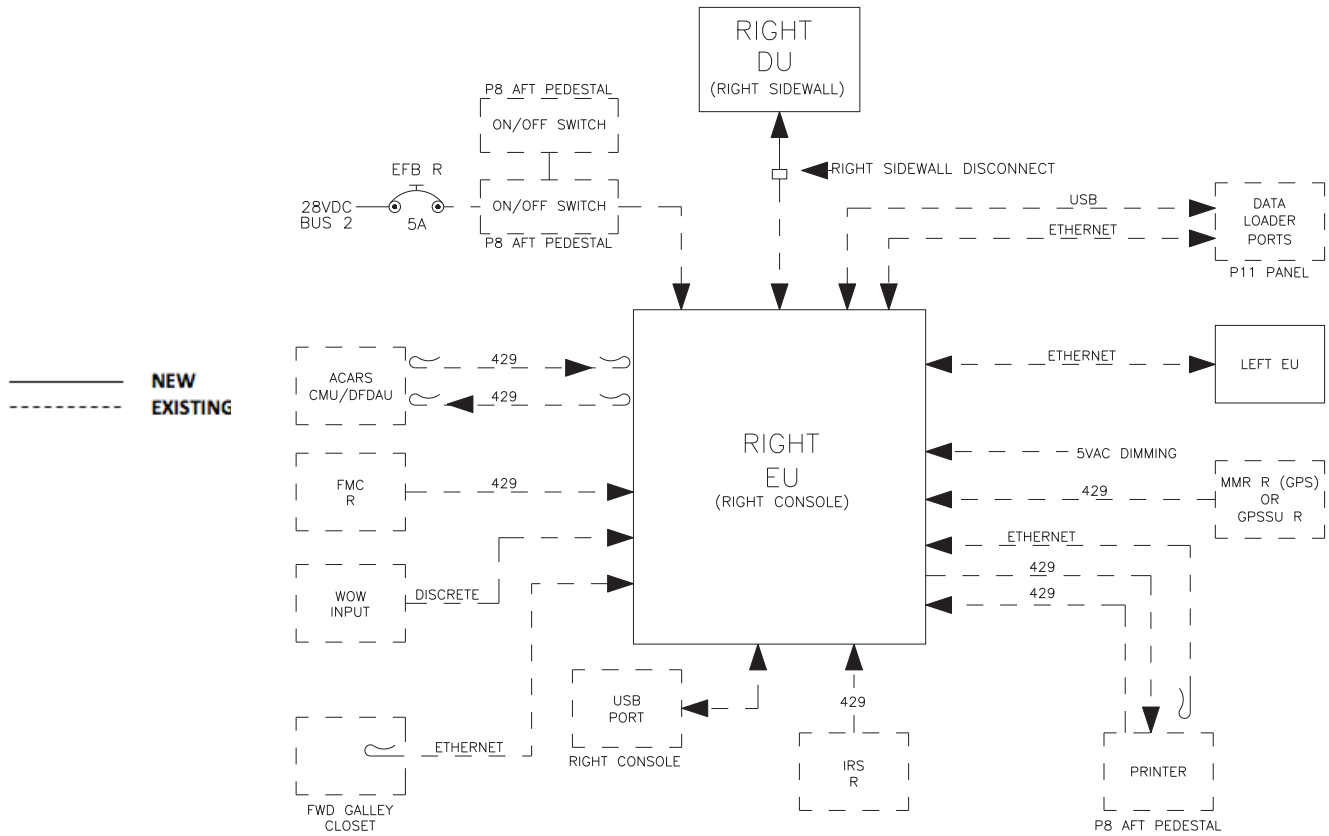 RIGHT
DU
(RIGHT SIDEWALL)
P8 AFT PEDESTAL
ON/OFF SWITCH
EFB R
RIGHT SIDEWALL DISCONNECT
28VDC
BUS 2
5A
ON/OFF SWITCH
P8 AFT PEDESTAL
USB
ETHERNET
DATA
LOADER
PORTS
P11 PANEL
NEW
EXISTING
ACARS
CMU/DFDAU
429
429
ETHERNET
LEFT EU
RIGHT
EU
(RIGHT CONSOLE)
5VAC DIMMING
FMC
R
429
429
MMR R (GPS)
OR
GPSSU R
ETHERNET
429
429
WOW
INPUT
DISCRETE
USB
PORT
RIGHT CONSOLE
429
IRS
R
ETHERNET
FWD GALLEY
CLOSET
PRINTER
P8 AFT PEDESTAL